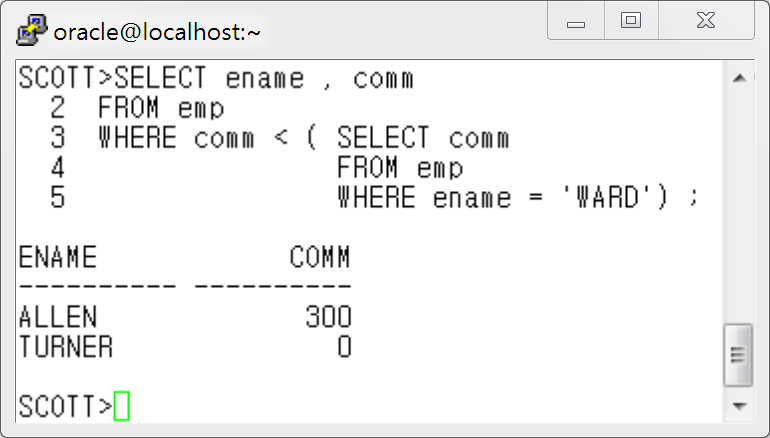 oracle@localhost:~
SCOTT>SELECT ename , comm
  2  FROM emp
  3  WHERE comm < ( SELECT comm
  4                 FROM emp
  5                 WHERE ename = 'WARD') ;
ENAME            COMM
---------- ----------
ALLEN             300
TURNER              0
SCOTT>